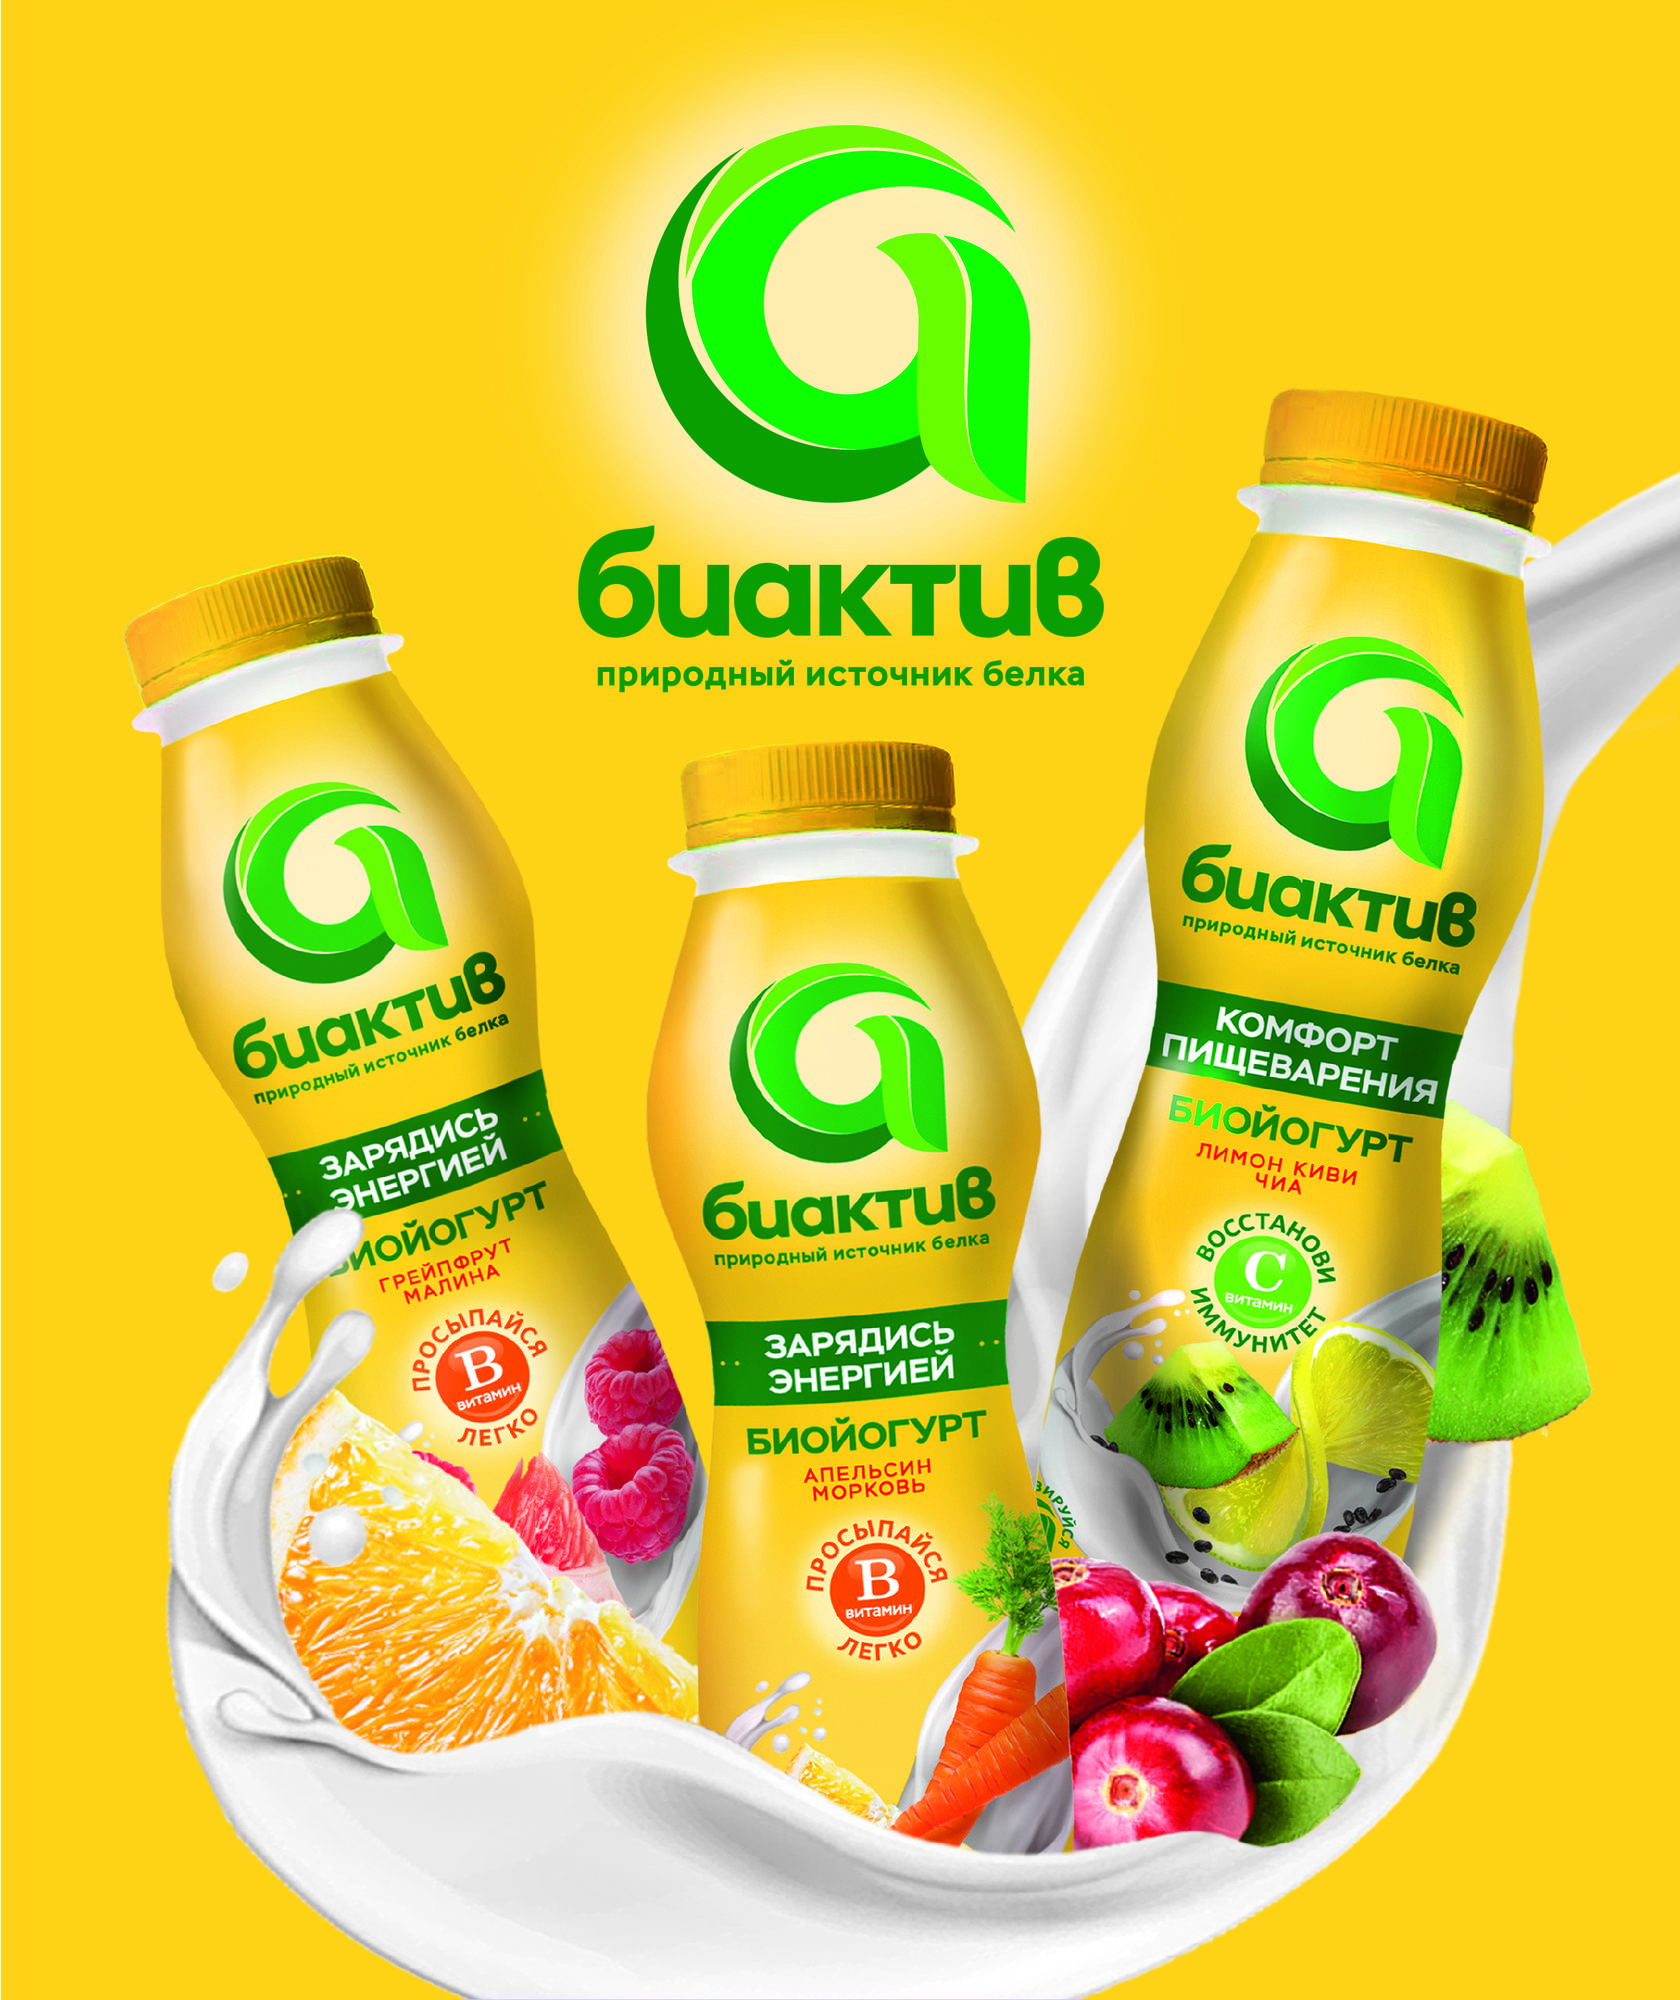 биактив
природный источник белка
биактив
природный источник белка
ЗАРЯДИСЬ
ЭНЕРГИЕЙ
БИОЙОГУРТ
ГРЕЙПФРУТ
МАЛИНА
ПРОСЫПАЙСЯ
B
витамин
ЛЕГКО
биактив
природный источник белка
ЗАРЯДИСЬ
ЭНЕРГИЕЙ
БИОЙОГУРТ
АПЕЛЬСИН
МОРКОВЬ
ПРОСЫПАЙСЯ
B
витамин
ЛЕГКО
биактив
природный источник белка
КОМФОРТ
ПИЩЕВАРЕНИЯ
БИОЙОГУРТ
ЛИМОН КИВИ
ЧИА
ВОССТАНОВИ
C
витамин
ИММУНИТЕТ